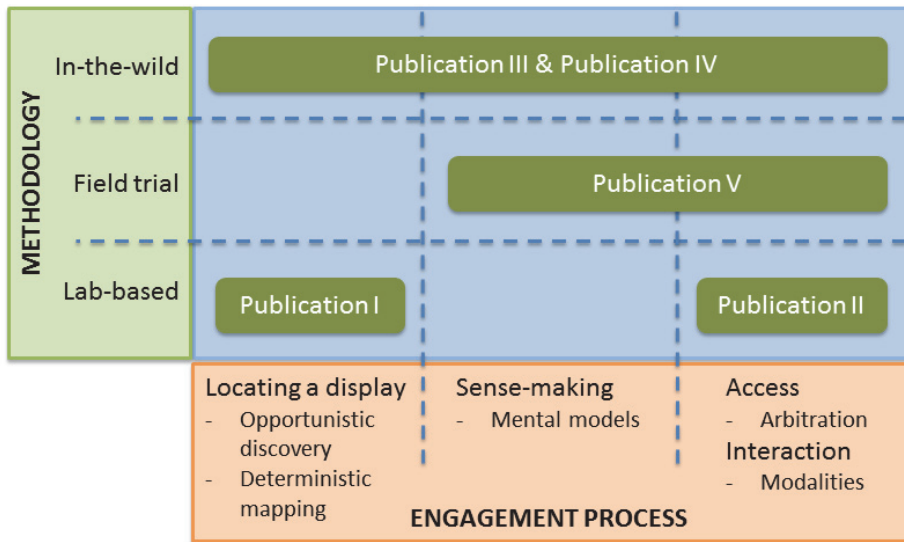 METHODOLOGY
In-the-wild
Publication III & Publication IV
Field trial
Publication V
Lab-based
Publication I
Publication II
Locating a display
- Opportunistic
discovery
- Deterministic
mapping
Sense-making
- Mental models
Access
- Arbitration
Interaction
- Modalities
ENGAGEMENT PROCESS